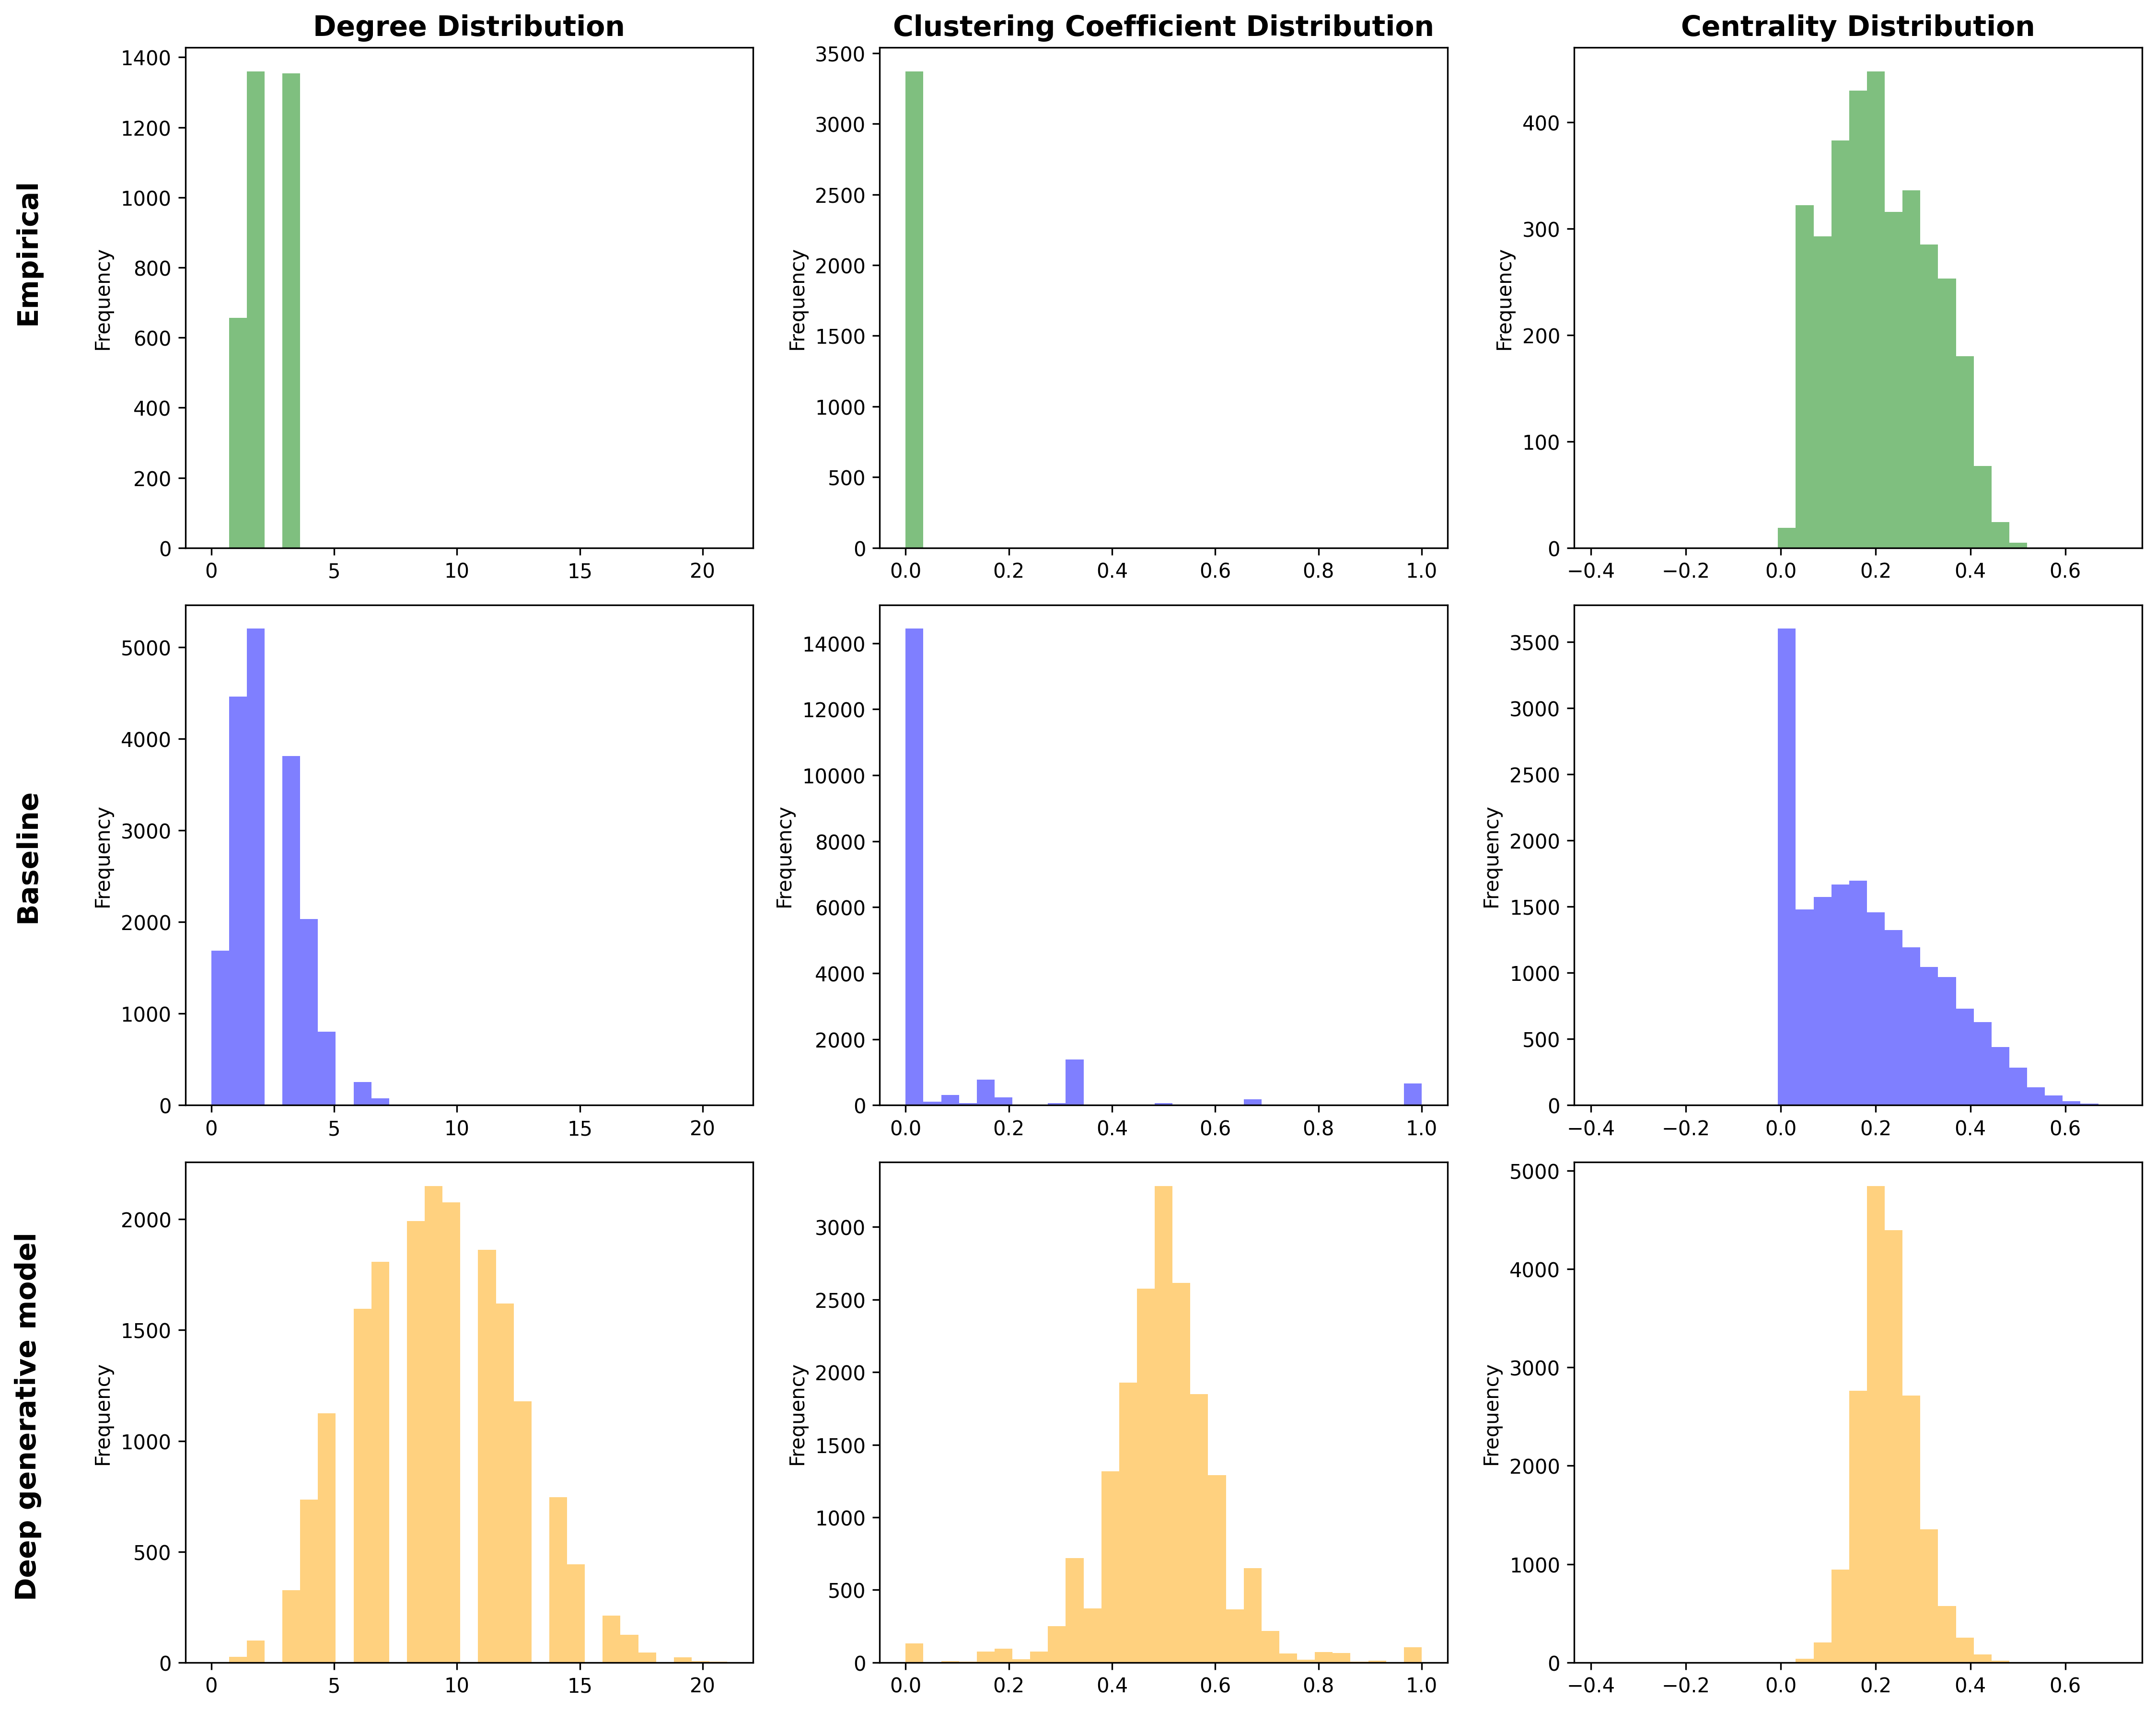 Degree Distribution
Clustering Coefficient Distribution
Centrality Distribution
Empirical
Frequency
1400
1200
1000
800
600
400
200
0
0 5 10 15 20
Frequency
3500
3000
2500
2000
1500
1000
500
0
0.0 0.2 0.4 0.6 0.8 1.0
Frequency
400
300
200
100
0
−0.4 −0.2 0.0 0.2 0.4 0.6
Baseline
Frequency
5000
4000
3000
2000
1000
0
0 5 10 15 20
Frequency
14000
12000
10000
8000
6000
4000
2000
0
0.0 0.2 0.4 0.6 0.8 1.0
Frequency
3500
3000
2500
2000
1500
1000
500
0
−0.4 −0.2 0.0 0.2 0.4 0.6
Deep generative model
Frequency
2000
1500
1000
500
0
0 5 10 15 20
Frequency
3000
2500
2000
1500
1000
500
0
0.0 0.2 0.4 0.6 0.8 1.0
Frequency
5000
4000
3000
2000
1000
0
−0.4 −0.2 0.0 0.2 0.4 0.6